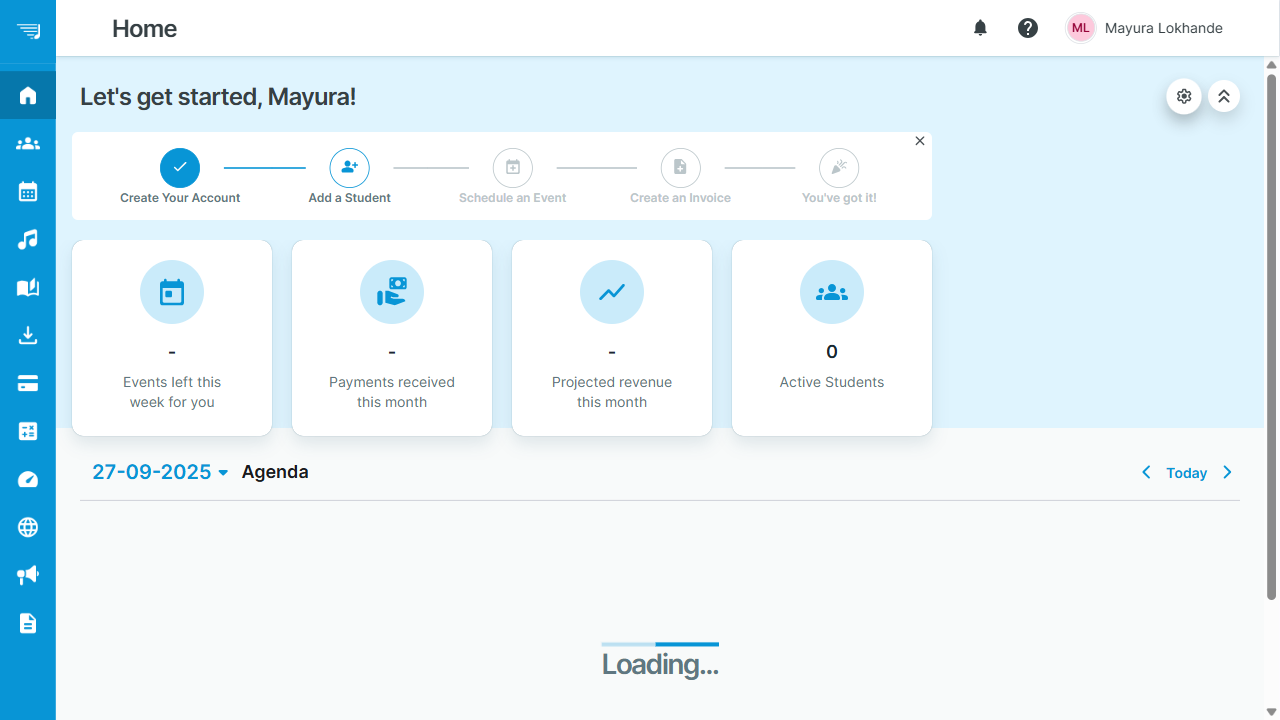 Home
ML
Mayura Lokhande
Let's get started, Mayura!
Create Your Account
Add a Student
Schedule an Event
Create an Invoice
You've got it!
-
Events left this
week for you
-
Payments received
this month
-
Projected revenue
this month
0
Active Students
27-09-2025
Agenda
Today
Loading...